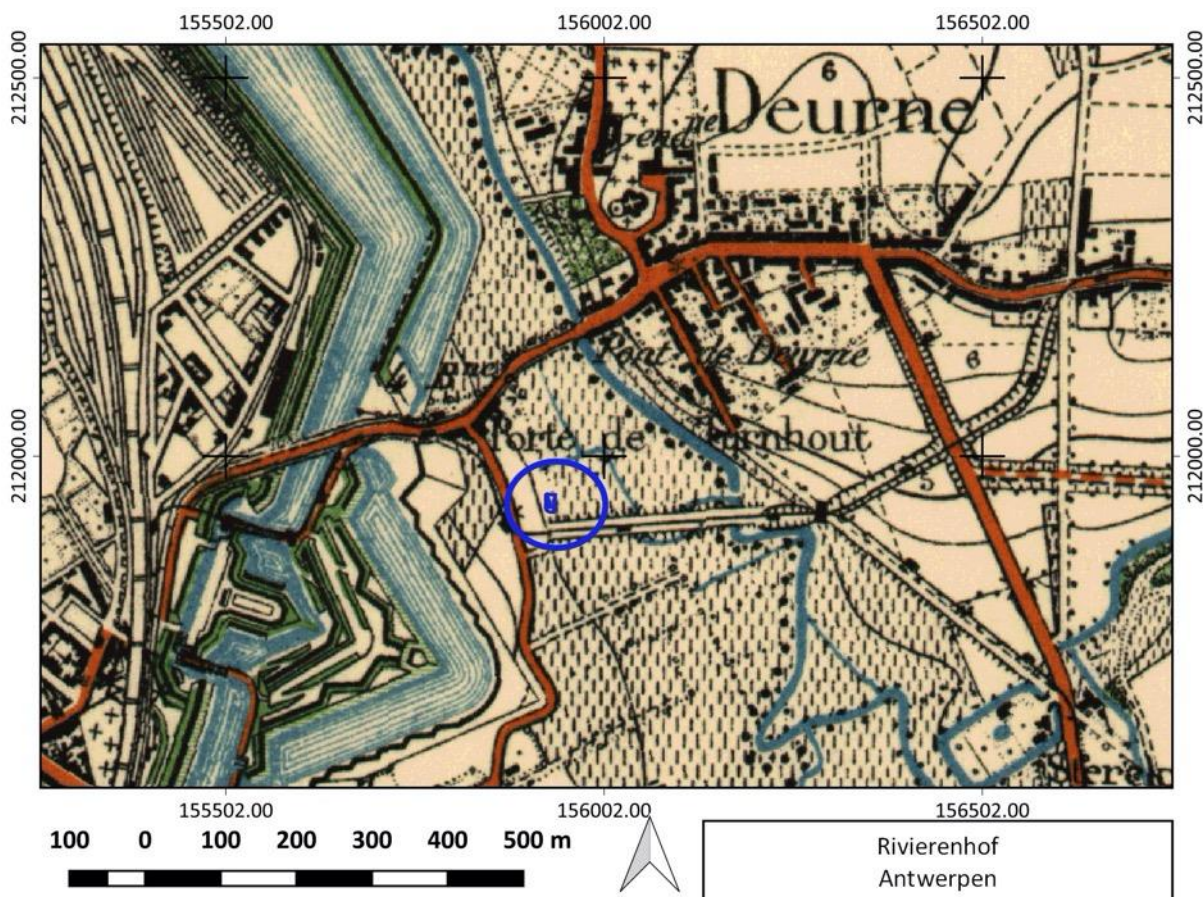 155502.00 156002.00 156502.00
212500.00 212500.00
6
Deurne
Pont de Deurne
6
Porte de Turnhout
212000.00 212000.00
5
Sterc
155502.00 156002.00 156502.00
100 0 100 200 300 400 500 m
Rivierenhof
Antwerpen